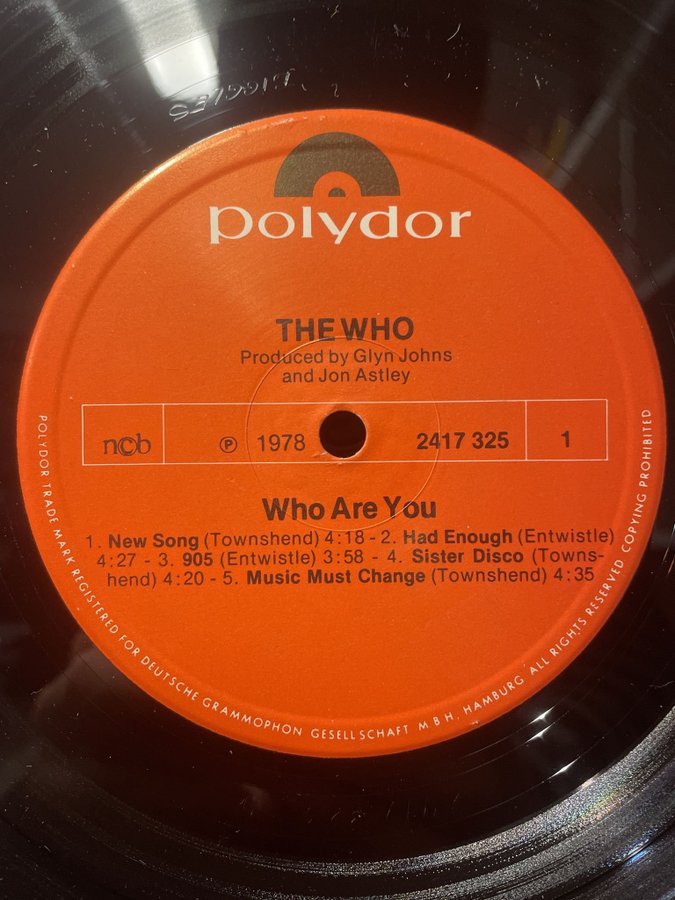 BIGGLES
polydor
THE WHO
Produced by Glyn Johns
and Jon Astley
ncb ℗ 1978 2417 325 1
Who Are You
1. New Song (Townshend) 4:18 - 2. Had Enough (Entwistle)
4:27 - 3. 905 (Entwistle) 3:58 - 4. Sister Disco (Towns-
hend) 4:20 - 5. Music Must Change (Townshend) 4:35
POLYDOR TRADE MARK REGISTERED FOR DEUTSCHE GRAMMOPHON GESELLSCHAFT M B H, HAMBURG. ALL RIGHTS RESERVED COPYING PROHIBITED